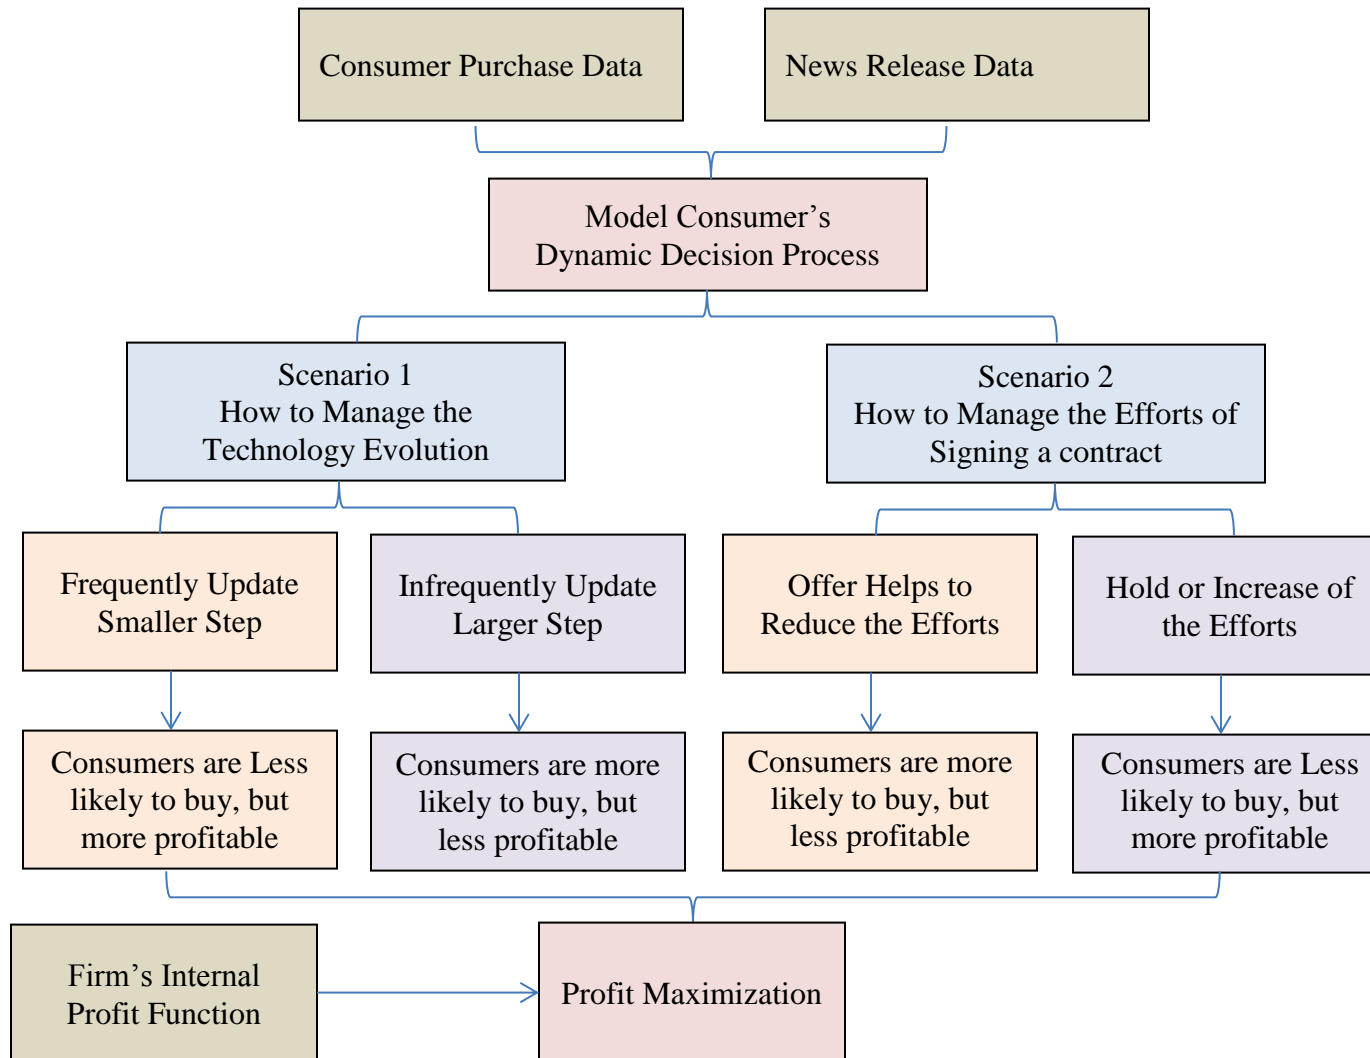 Consumer Purchase Data
News Release Data
Model Consumer’s
Dynamic Decision Process
Scenario 1
How to Manage the
Technology Evolution
Scenario 2
How to Manage the Efforts of
Signing a contract
Frequently Update
Smaller Step
Infrequently Update
Larger Step
Offer Helps to
Reduce the Efforts
Hold or Increase of
the Efforts
Consumers are Less
likely to buy, but
more profitable
Consumers are more
likely to buy, but
less profitable
Consumers are more
likely to buy, but
less profitable
Consumers are Less
likely to buy, but
more profitable
Firm’s Internal
Profit Function
Profit Maximization